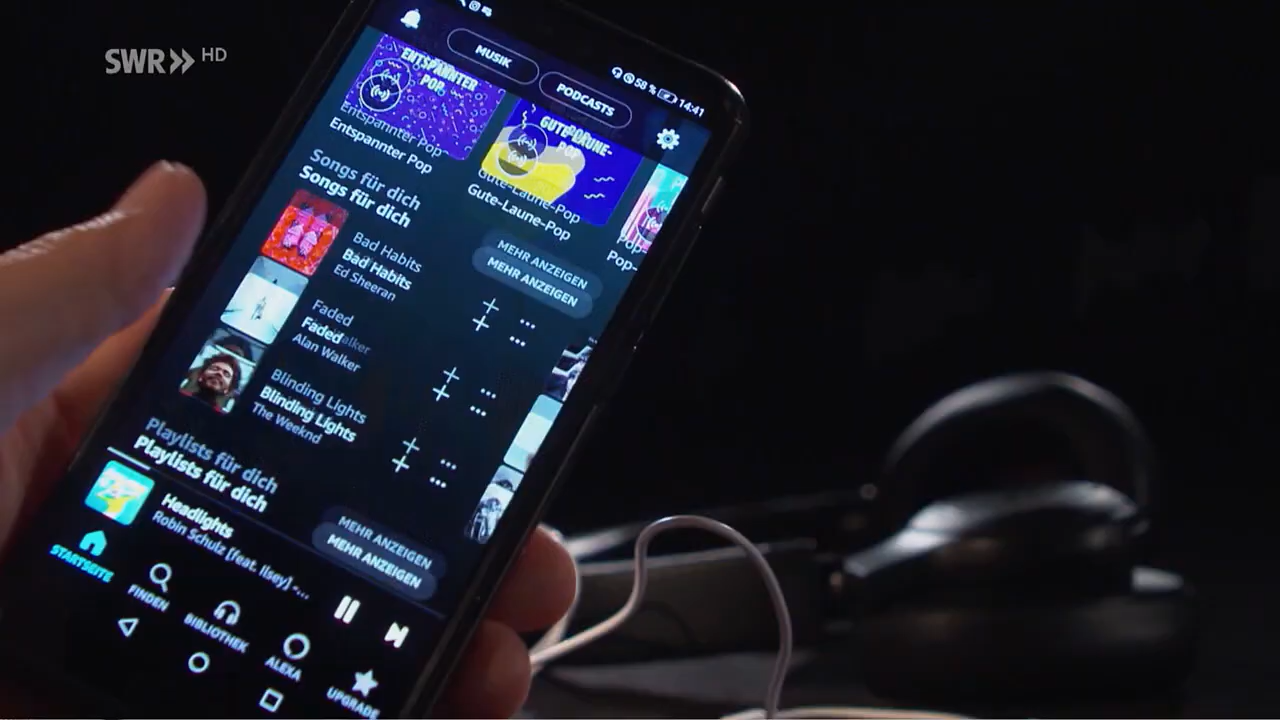 SWR HD
58 % 14:41
MUSIK
PODCASTS
ENTSPANNTER
POP
GUTE-LAUNE-
POP
Entspannter Pop
Entspannter Pop
Gute-Laune-Pop
Gute-Laune-Pop
Pop-
Pop-
Songs für dich
Songs für dich
MEHR ANZEIGEN
MEHR ANZEIGEN
Bad Habits
Bad Habits
Ed Sheeran
Faded
Faded
Alan Walker
Blinding Lights
Blinding Lights
The Weeknd
Playlists für dich
Playlists für dich
MEHR ANZEIGEN
MEHR ANZEIGEN
Headlights
Robin Schulz [feat. Ilsey] -...
STARTSEITE
FINDEN
BIBLIOTHEK
ALEXA
UPGRADE